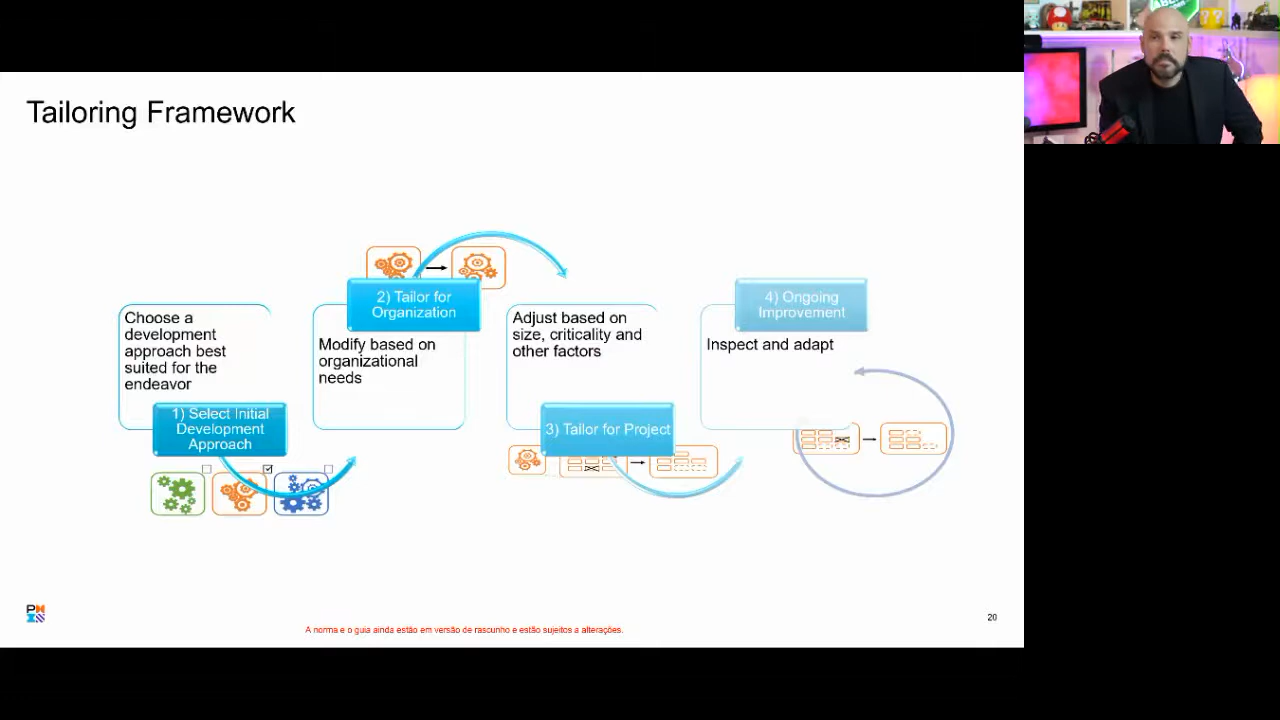 Tailoring Framework
Choose a
development
approach best
suited for the
endeavor
1) Select Initial
Development
Approach
2) Tailor for
Organization
Modify based on
organizational
needs
Adjust based on
size, criticality and
other factors
3) Tailor for Project
4) Ongoing
Improvement
Inspect and adapt
A norma e o guia ainda estão em versão de rascunho e estão sujeitos a alterações.
20